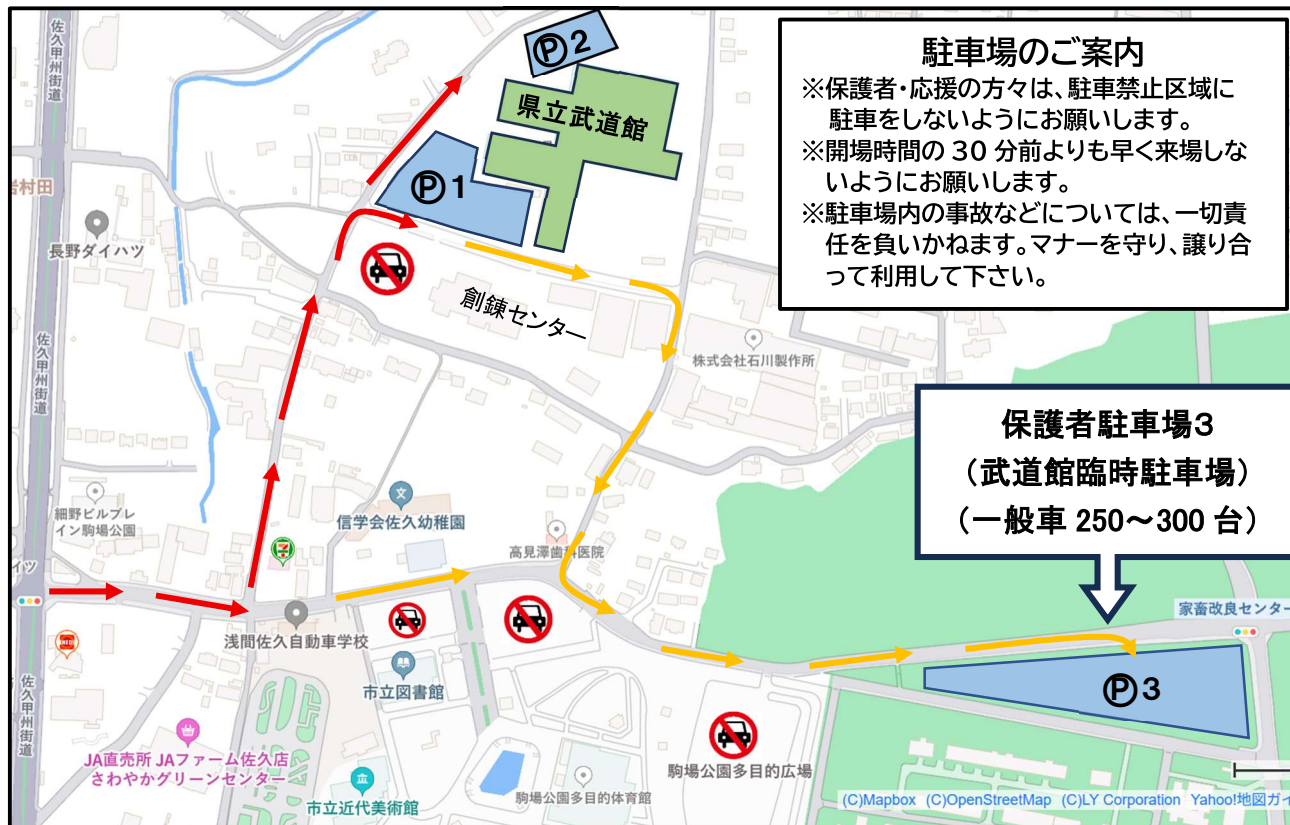 駐車場のご案内
※保護者・応援の方々は、駐車禁止区域に
駐車をしないようにお願いします。
※開場時間の 30 分前よりも早く来場しな
いようにお願いします。
※駐車場内の事故などについては、一切責
任を負いかねます。マナーを守り、譲り合
って利用して下さい。
佐久甲州街道
Ⓟ2
県立武道館
Ⓟ1
岩村田
長野ダイハツ
創錬センター
佐久甲州街道
株式会社石川製作所
保護者駐車場3
（武道館臨時駐車場）
（一般車 250～300 台）
細野ビルブレ
イン駒場公園
信学会佐久幼稚園
高見澤歯科医院
イツ
浅間佐久自動車学校
家畜改良センター
市立図書館
佐久甲州街道
Ⓟ3
JA直売所 JAファーム佐久店
さわやかグリーンセンター
駒場公園多目的広場
市立近代美術館
駒場公園多目的体育館
(C)Mapbox (C)OpenStreetMap (C)LY Corporation Yahoo!地図ガイ